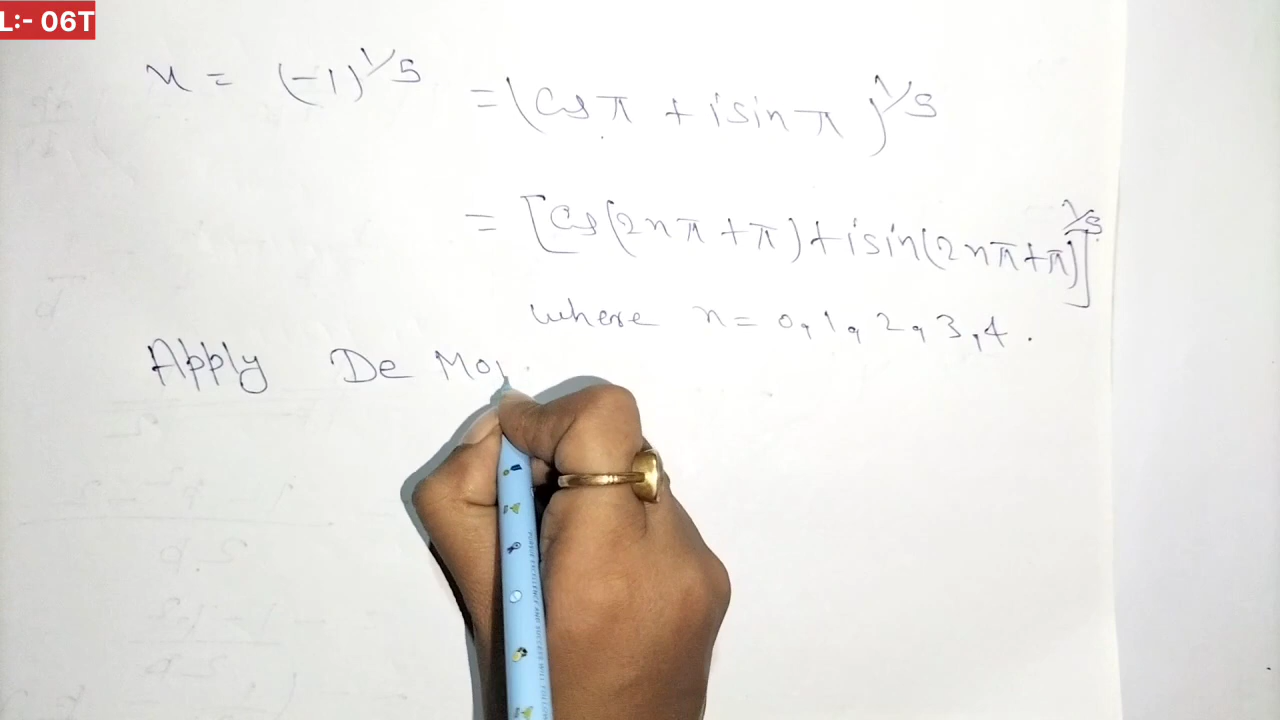 L:- 06T
x = (-1)^1/5 = (cos π + i sin π)^1/5
= [cos(2nπ + π) + i sin(2nπ + π)]^1/5
where n = 0, 1, 2, 3, 4.
Apply De Moi